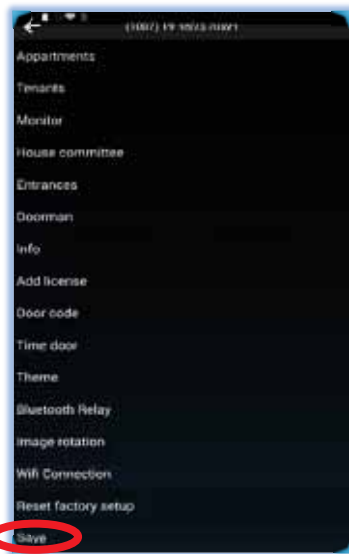 Appartments
Tenants
Monitor
House committee
Entrances
Doorman
Info
Add license
Door code
Time door
Theme
Bluetooth Relay
Image rotation
Wifi Connection
Reset factory setup
Save